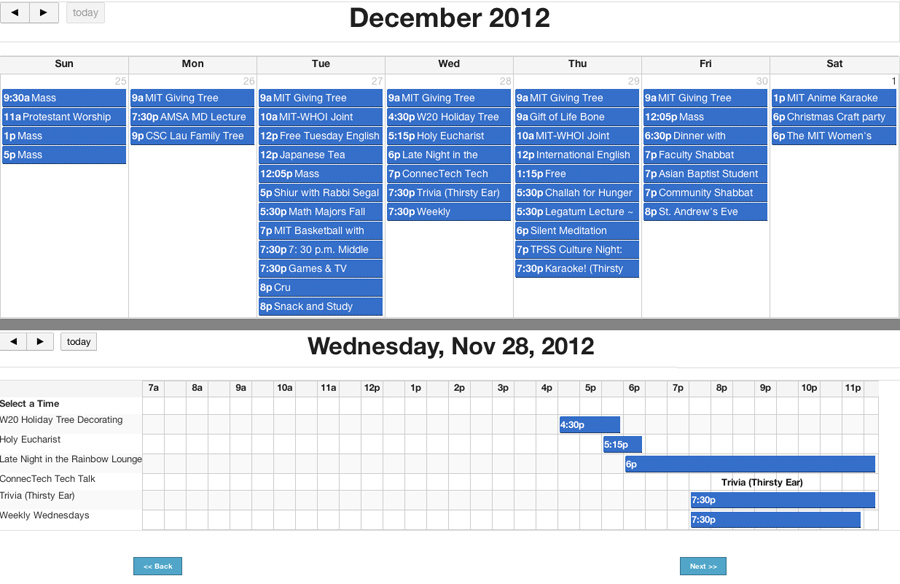 ◄ ► today
December 2012
Sun Mon Tue Wed Thu Fri Sat
25 26 27 28 29 30 1
9:30a Mass
11a Protestant Worship
1p Mass
5p Mass
9a MIT Giving Tree
7:30p AMSA MD Lecture
9p CSC Lau Family Tree
9a MIT Giving Tree
10a MIT-WHOI Joint
12p Free Tuesday English
12p Japanese Tea
12:05p Mass
5p Shiur with Rabbi Segal
5:30p Math Majors Fall
7p MIT Basketball with
7:30p 7: 30 p.m. Middle
7:30p Games & TV
8p Cru
8p Snack and Study
9a MIT Giving Tree
4:30p W20 Holiday Tree
5:15p Holy Eucharist
6p Late Night in the
7p ConnecTech Tech
7:30p Trivia (Thirsty Ear)
7:30p Weekly
9a MIT Giving Tree
9a Gift of Life Bone
10a MIT-WHOI Joint
12p International English
1:15p Free
5:30p Challah for Hunger
5:30p Legatum Lecture ~
6p Silent Meditation
7p TPSS Culture Night:
7:30p Karaoke! (Thirsty
9a MIT Giving Tree
12:05p Mass
6:30p Dinner with
7p Faculty Shabbat
7p Asian Baptist Student
7p Community Shabbat
8p St. Andrew's Eve
1p MIT Anime Karaoke
6p Christmas Craft party
6p The MIT Women's
◄ ► today
Wednesday, Nov 28, 2012
7a 8a 9a 10a 11a 12p 1p 2p 3p 4p 5p 6p 7p 8p 9p 10p 11p
Select a Time
W20 Holiday Tree Decorating 4:30p
Holy Eucharist 5:15p
Late Night in the Rainbow Lounge 6p
ConnecTech Tech Talk Trivia (Thirsty Ear)
Trivia (Thirsty Ear) 7:30p
Weekly Wednesdays 7:30p
<< Back Next >>